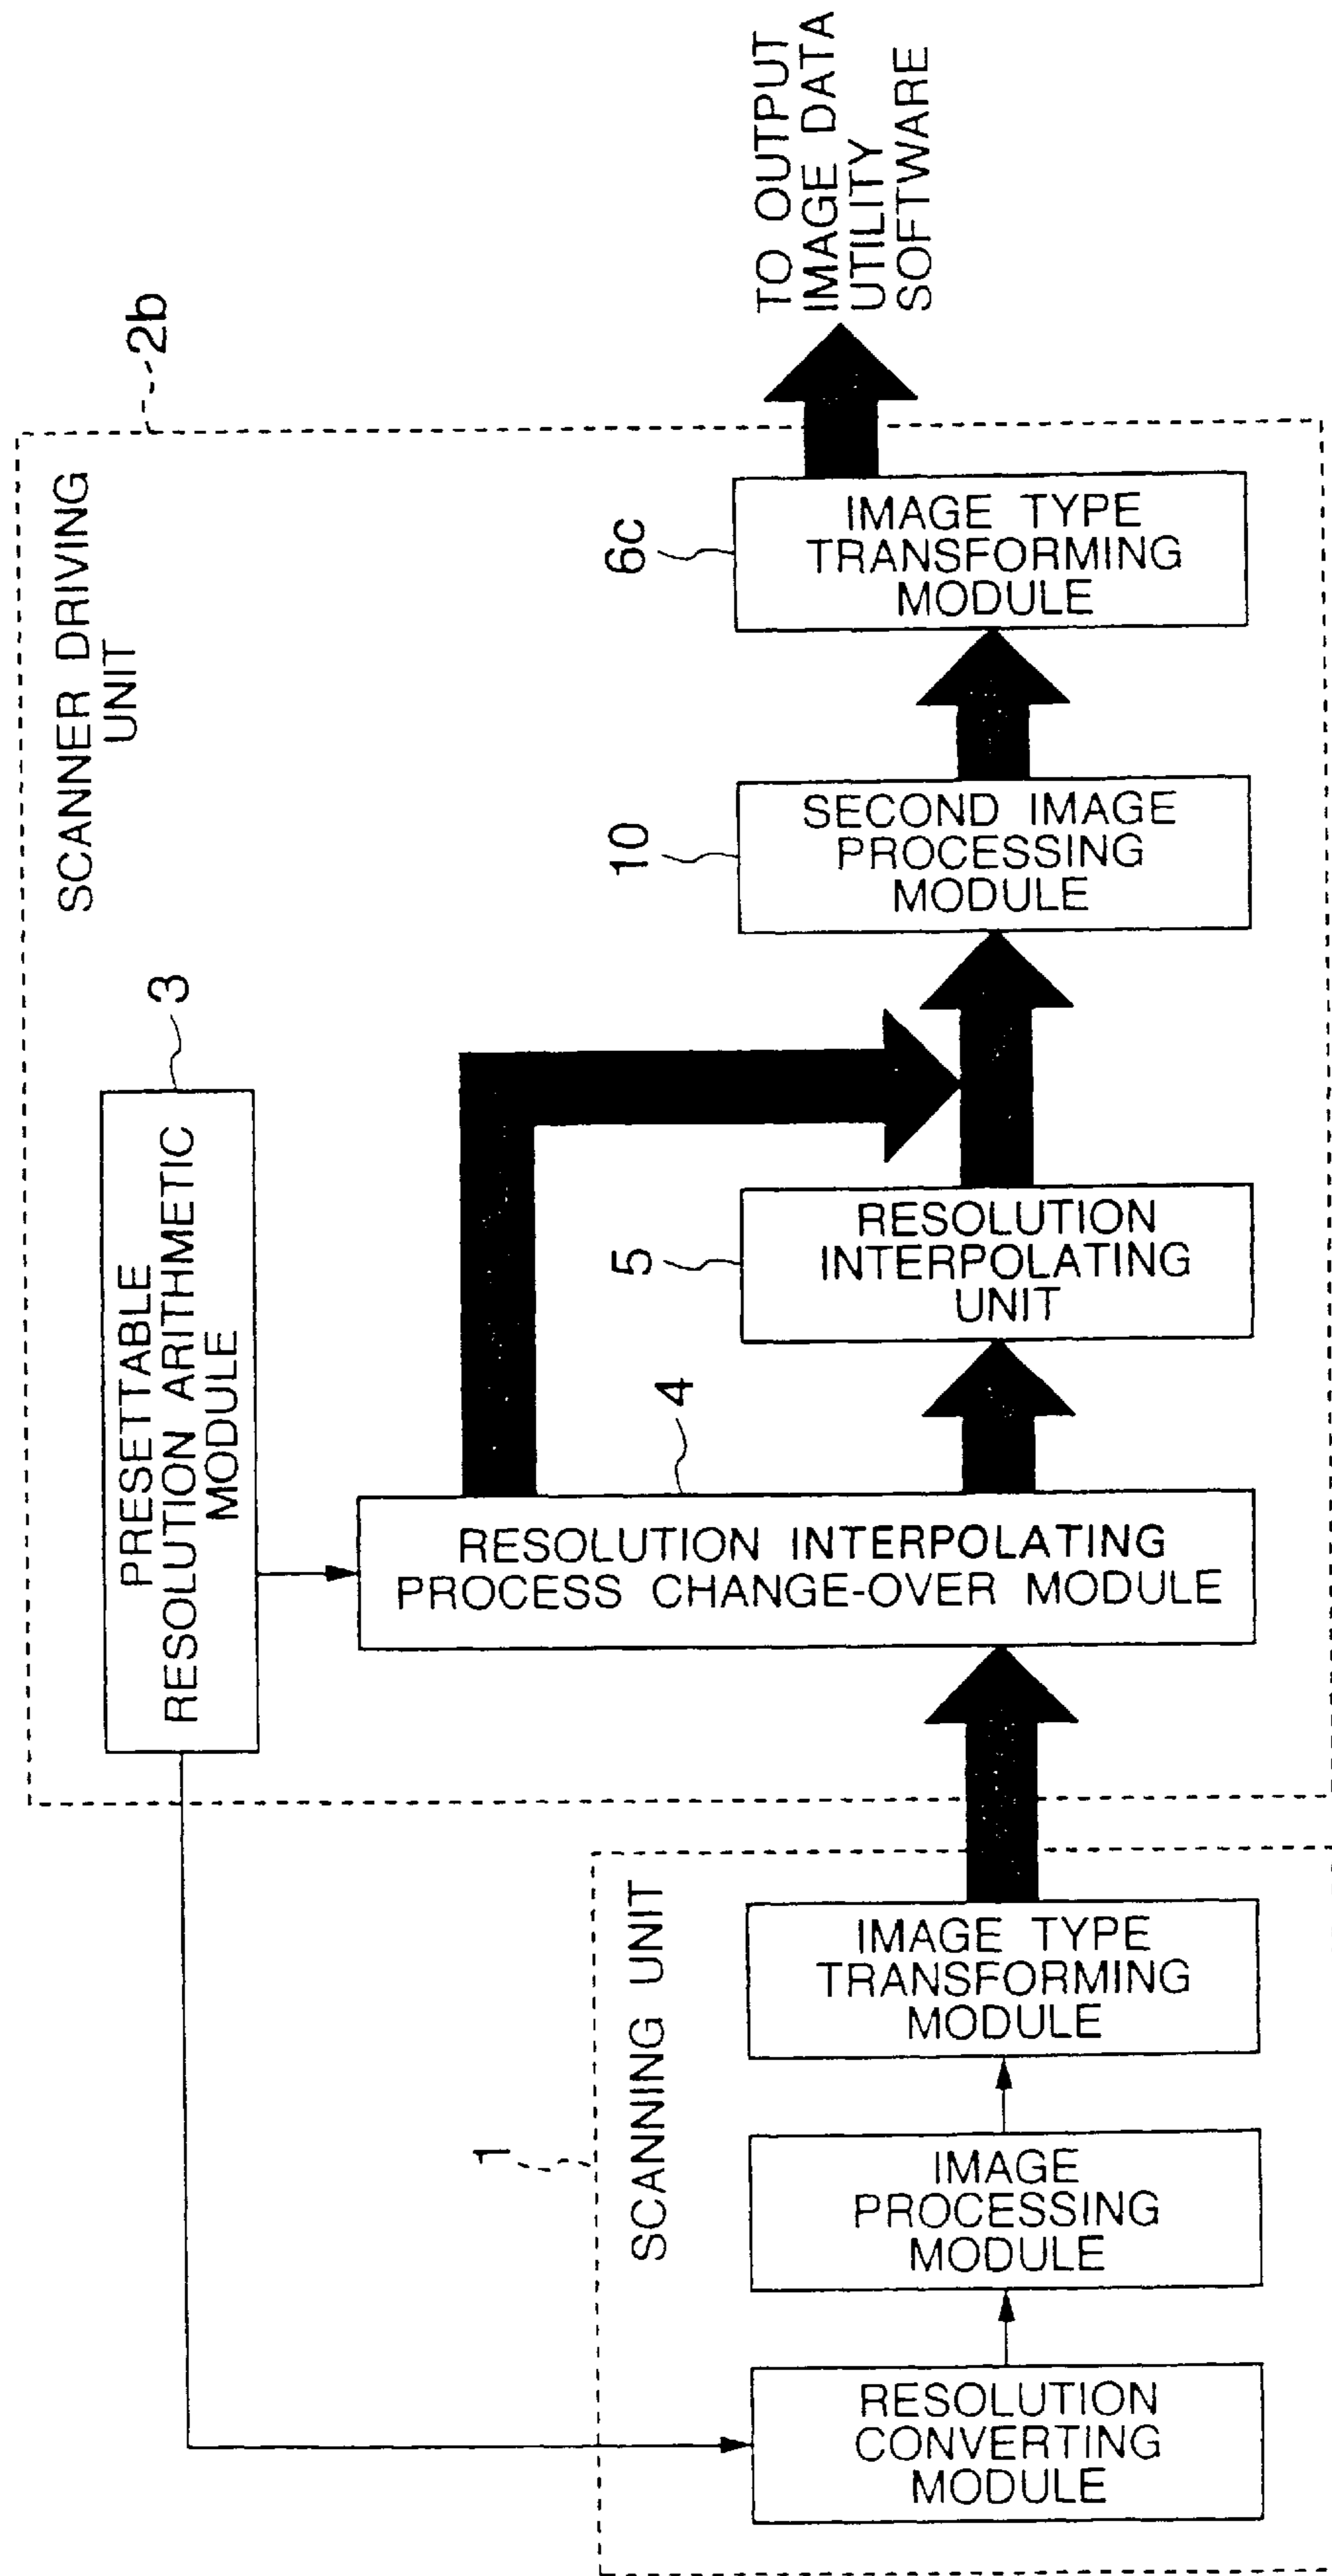 SCANNER DRIVING
UNIT
2b
PRESETTABLE
RESOLUTION ARITHMETIC
MODULE
3
1
SCANNING UNIT
RESOLUTION
CONVERTING
MODULE
IMAGE
PROCESSING
MODULE
IMAGE TYPE
TRANSFORMING
MODULE
4
RESOLUTION INTERPOLATING
PROCESS CHANGE-OVER MODULE
5
RESOLUTION
INTERPOLATING
UNIT
10
SECOND IMAGE
PROCESSING
MODULE
6c
IMAGE TYPE
TRANSFORMING
MODULE
TO OUTPUT
IMAGE DATA
UTILITY
SOFTWARE